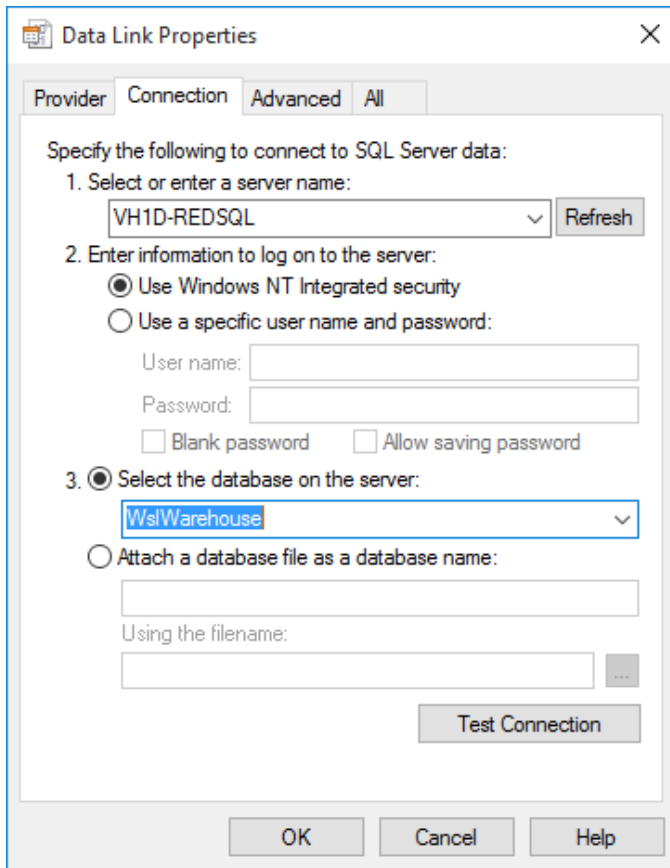 Data Link Properties
Provider Connection Advanced All
Specify the following to connect to SQL Server data:
1. Select or enter a server name:
VH1D-REDSQL Refresh
2. Enter information to log on to the server:
Use Windows NT Integrated security
Use a specific user name and password:
User name:
Password:
Blank password Allow saving password
3. Select the database on the server:
WslWarehouse
Attach a database file as a database name:
Using the filename:
...
Test Connection
OK Cancel Help